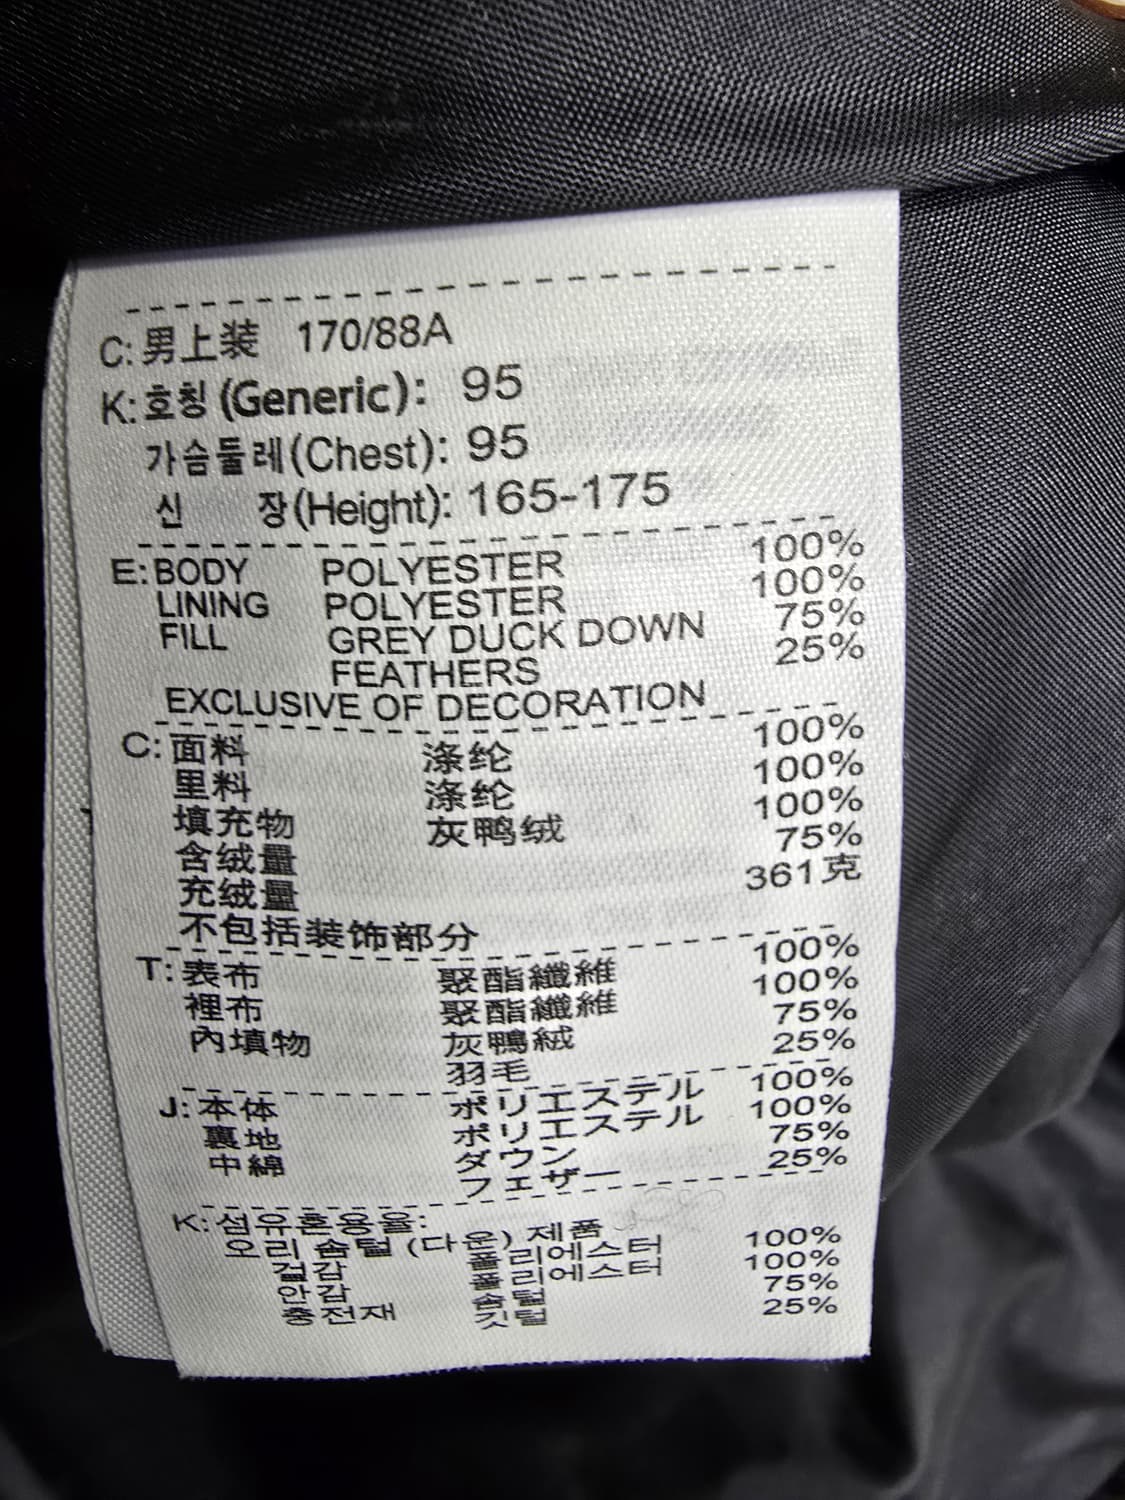 C: 男上装 170/88A
K: 호칭 (Generic): 95
가슴둘레 (Chest): 95
신 장 (Height): 165-175
E: BODY POLYESTER 100%
LINING POLYESTER 100%
FILL GREY DUCK DOWN 75%
FEATHERS 25%
EXCLUSIVE OF DECORATION
C: 面料 涤纶 100%
里料 涤纶 100%
填充物 灰鸭绒 100%
含绒量 75%
充绒量 361克
不包括装饰部分
T: 表布 聚酯纖維 100%
裡布 聚酯纖維 100%
內填物 灰鴨絨 75%
羽毛 25%
J: 本体 ポリエステル 100%
裏地 ポリエステル 100%
中綿 ダウン 75%
フェザー 25%
K: 섬유혼용율:
오리 솜털 (다운) 제품
겉감 폴리에스터 100%
안감 폴리에스터 100%
충전재 솜털 75%
깃털 25%